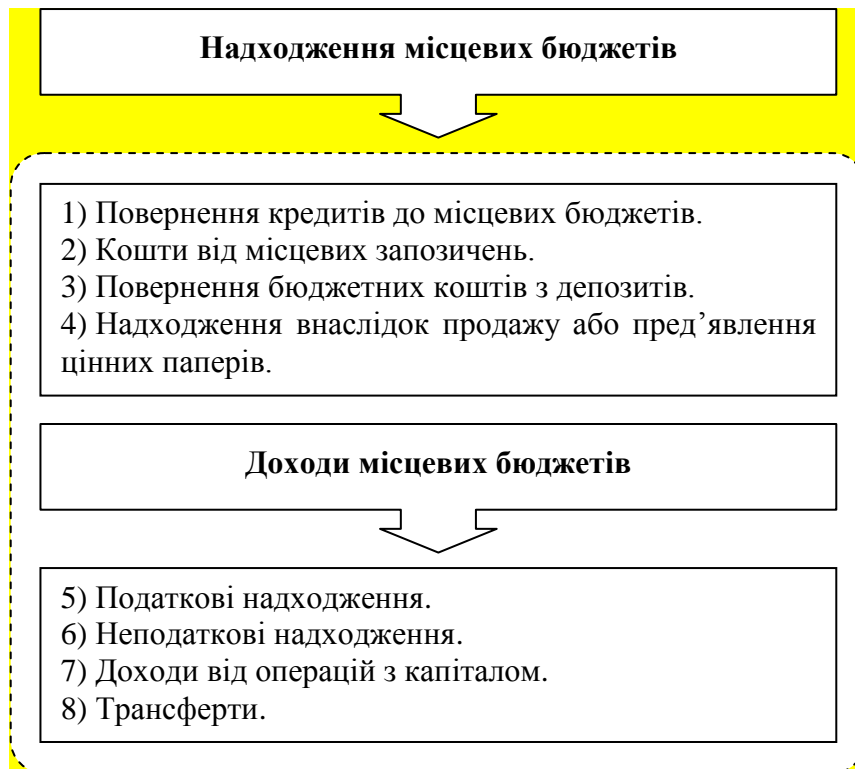 Надходження місцевих бюджетів
1) Повернення кредитів до місцевих бюджетів.
2) Кошти від місцевих запозичень.
3) Повернення бюджетних коштів з депозитів.
4) Надходження внаслідок продажу або пред’явлення
цінних паперів.
Доходи місцевих бюджетів
5) Податкові надходження.
6) Неподаткові надходження.
7) Доходи від операцій з капіталом.
8) Трансферти.